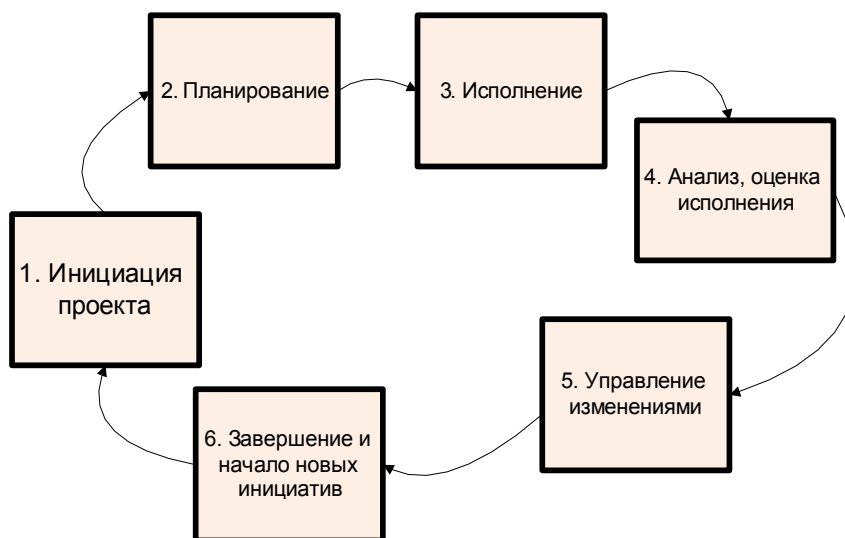 1. Инициация
проекта
2. Планирование
3. Исполнение
4. Анализ, оценка
исполнения
5. Управление
изменениями
6. Завершение и
начало новых
инициатив